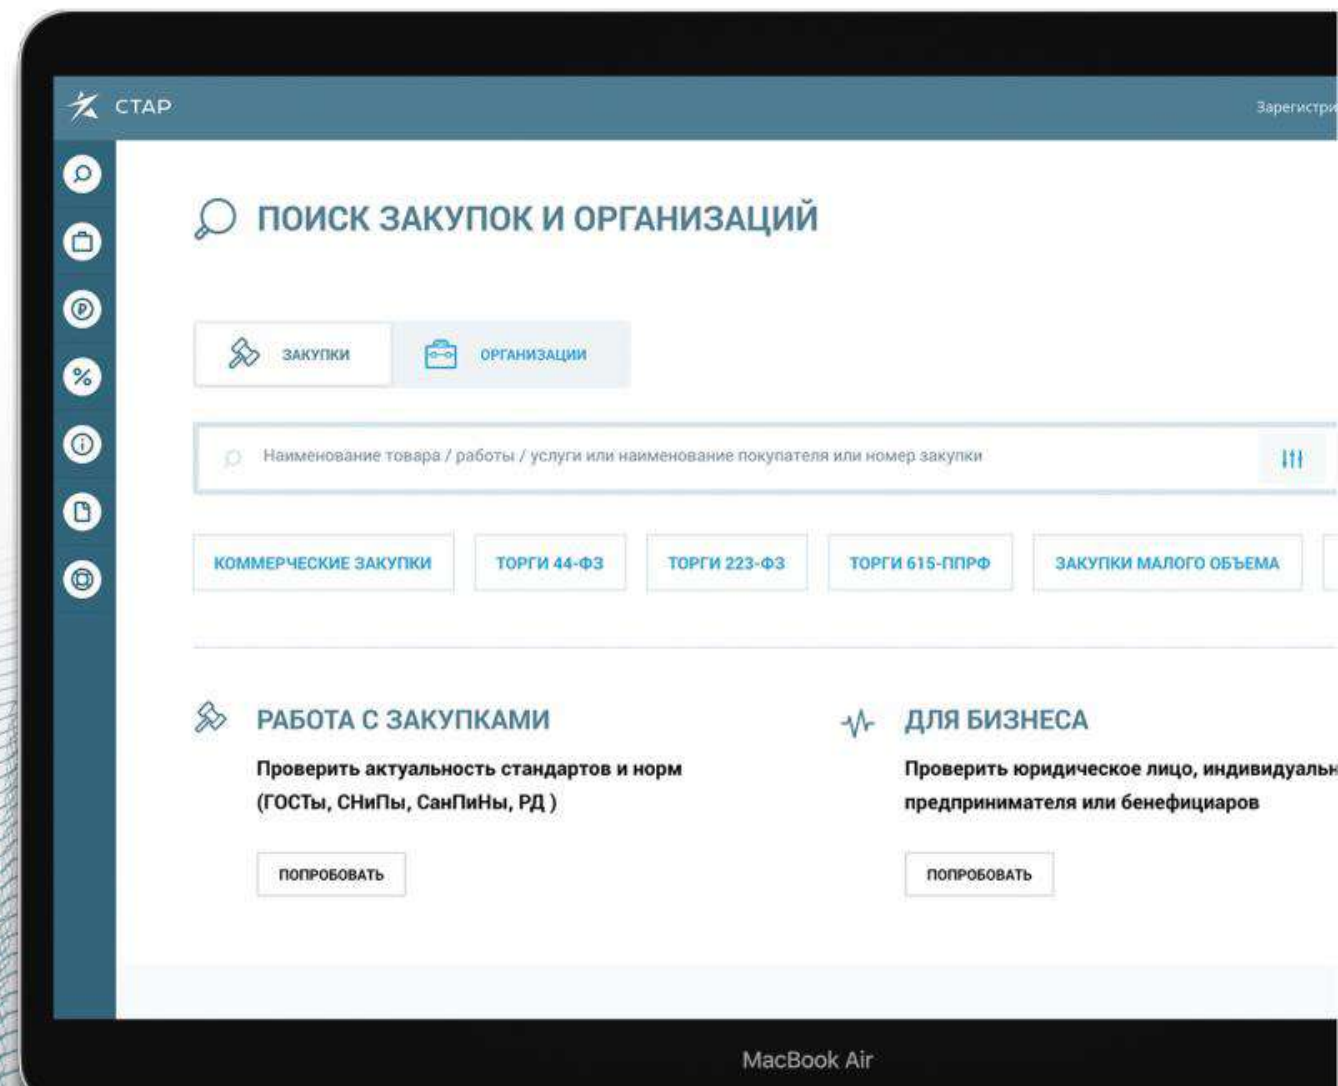 СТАР
Зарегистри
ПОИСК ЗАКУПОК И ОРГАНИЗАЦИЙ
ЗАКУПКИ
ОРГАНИЗАЦИИ
Наименование товара / работы / услуги или наименование покупателя или номер закупки
КОММЕРЧЕСКИЕ ЗАКУПКИ
ТОРГИ 44-ФЗ
ТОРГИ 223-ФЗ
ТОРГИ 615-ППРФ
ЗАКУПКИ МАЛОГО ОБЪЕМА
РАБОТА С ЗАКУПКАМИ
Проверить актуальность стандартов и норм
(ГОСТы, СНиПы, СанПиНы, РД )
ПОПРОБОВАТЬ
ДЛЯ БИЗНЕСА
Проверить юридическое лицо, индивидуальн
предпринимателя или бенефициаров
ПОПРОБОВАТЬ
MacBook Air